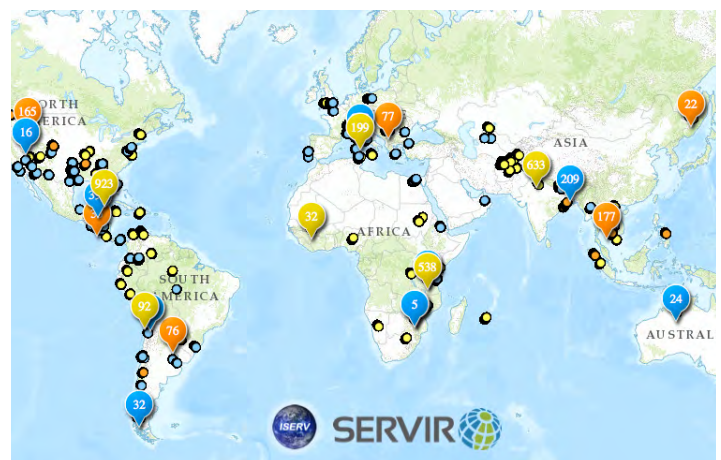 22
165
NORTH
AMERICA
77
199
16
ASIA
633
209
923
32
AFRICA
177
538
SOUTH
AMERICA
92
5
24
76
AUSTRAL
32
ISERV
SERVIR